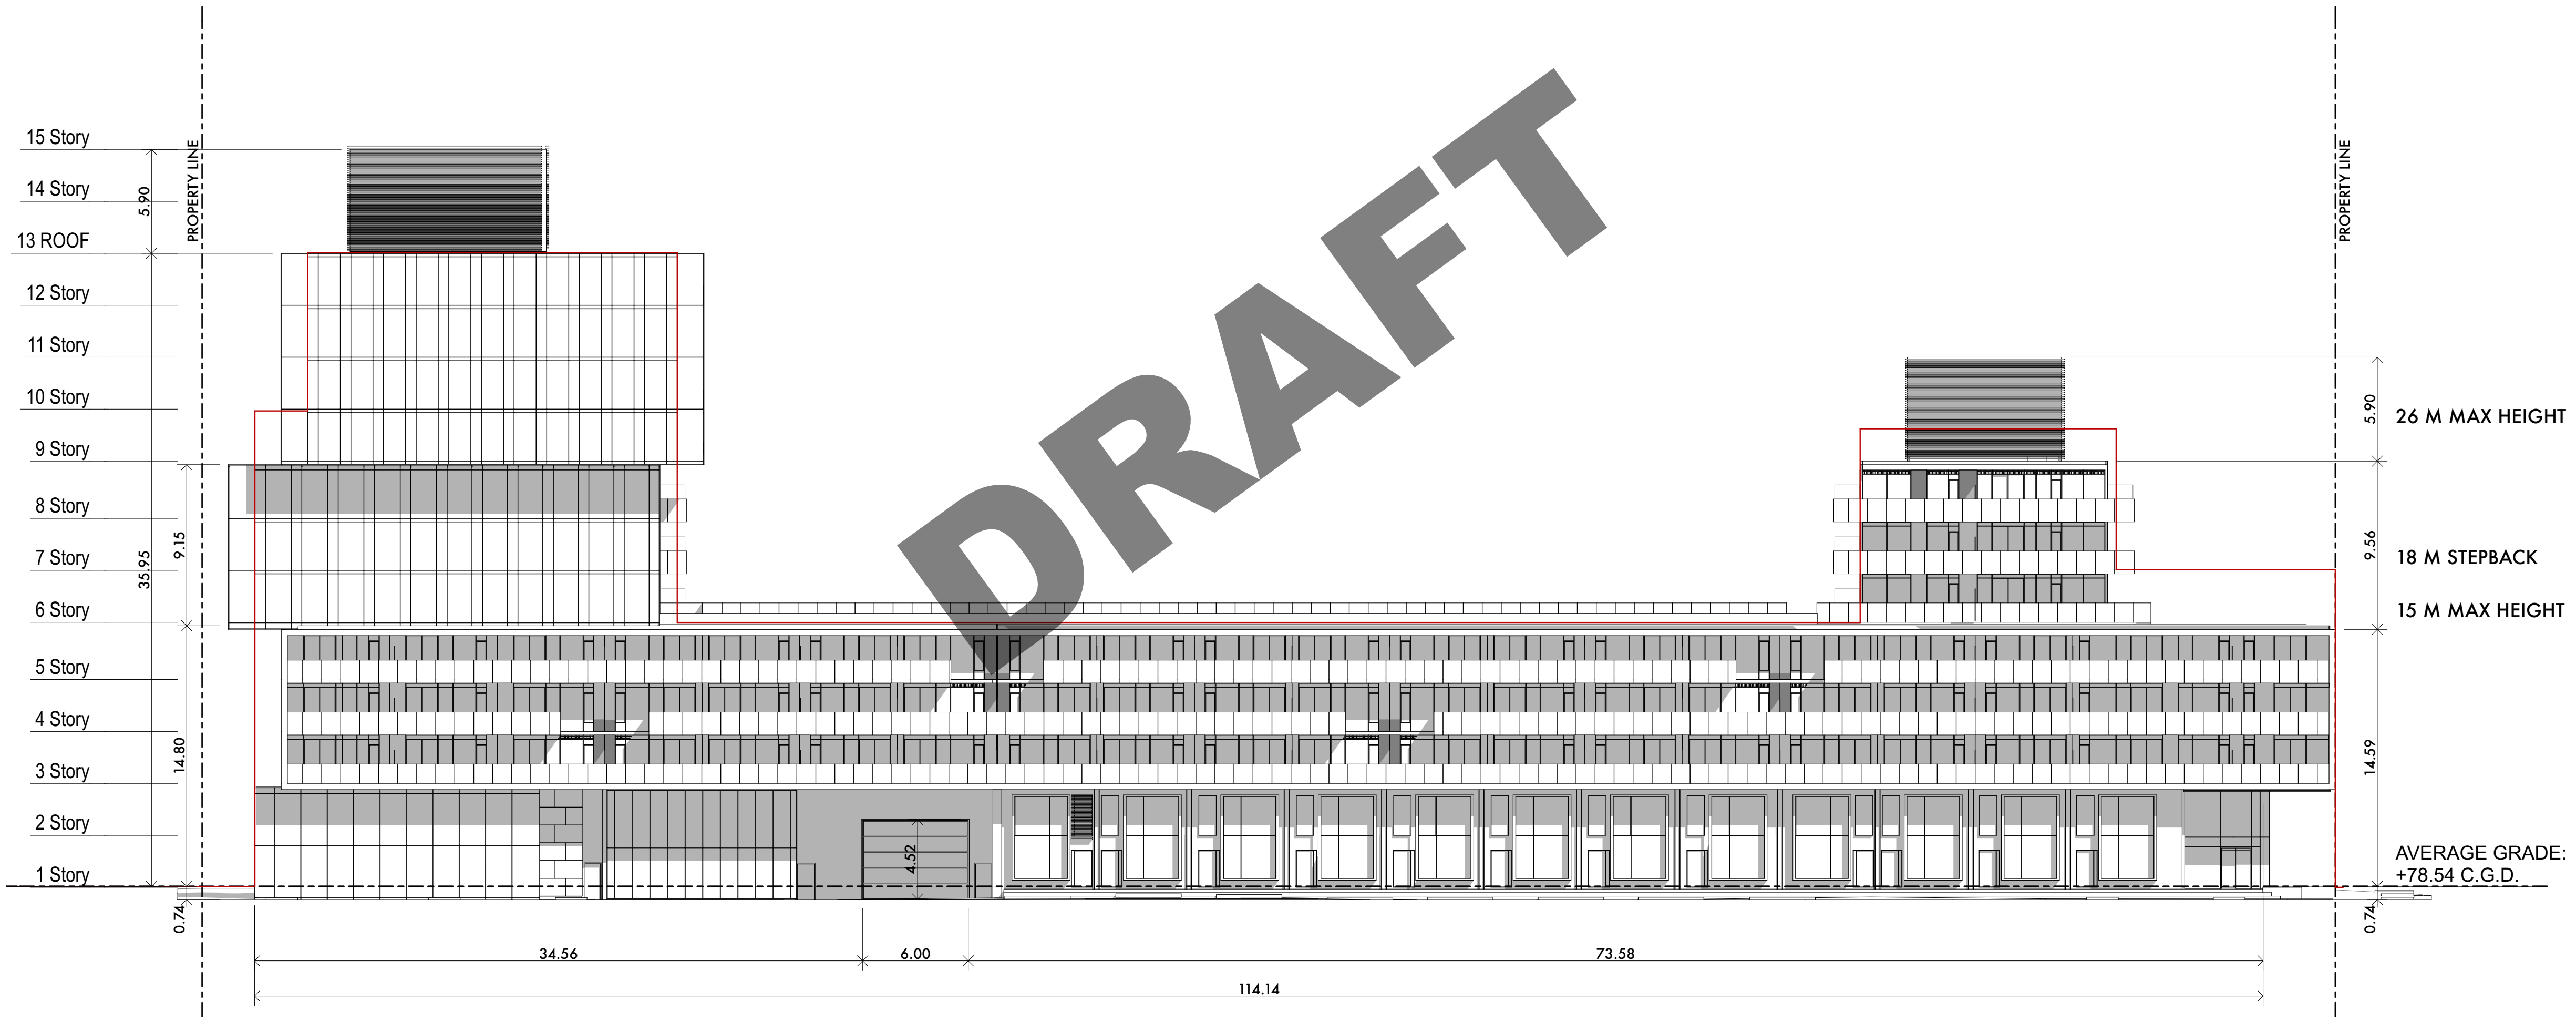 15 Story
14 Story
13 ROOF
12 Story
11 Story
10 Story
9 Story
8 Story
7 Story
6 Story
5 Story
4 Story
3 Story
2 Story
1 Story
5.90
35.95
9.15
14.80
0.74
PROPERTY LINE
DRAFT
4.52
34.56
6.00
73.58
114.14
PROPERTY LINE
5.90
9.56
14.59
0.74
26 M MAX HEIGHT
18 M STEPBACK
15 M MAX HEIGHT
AVERAGE GRADE:
+78.54 C.G.D.